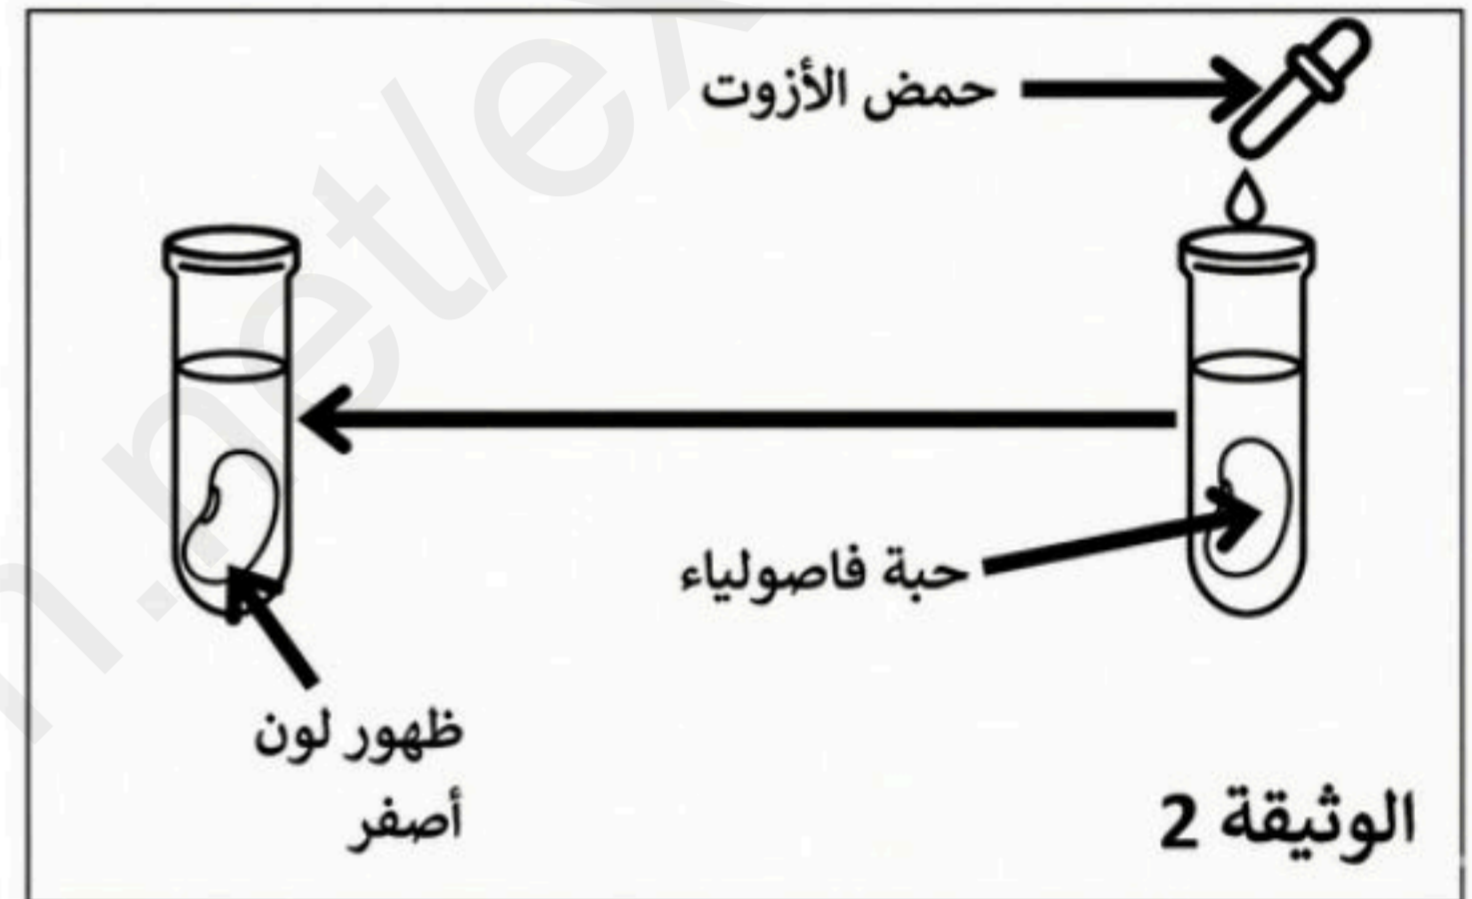 حمض الأزوت
حبة فاصولياء
ظهور لون
أصفر
الوثيقة 2